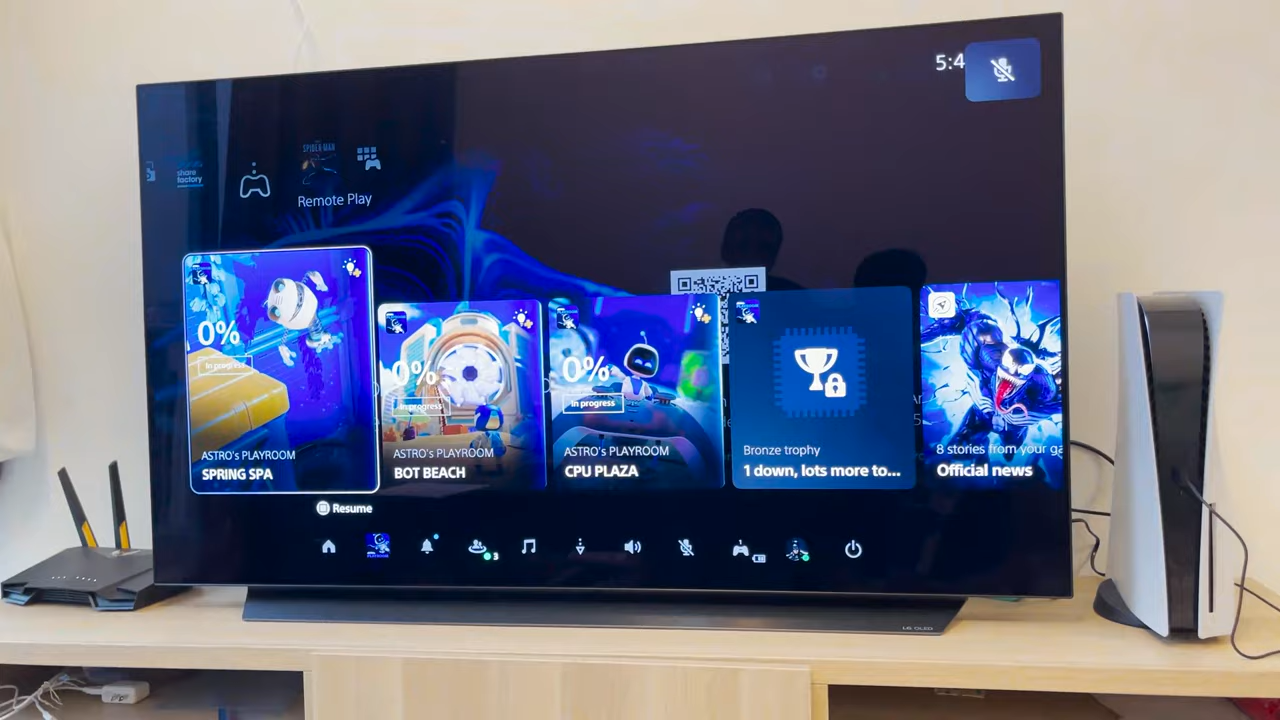 5:4
SPIDER-MAN
share
factory
Remote Play
0%
In progress
ASTRO's PLAYROOM
SPRING SPA
0%
In progress
ASTRO's PLAYROOM
BOT BEACH
0%
In progress
ASTRO's PLAYROOM
CPU PLAZA
Bronze trophy
1 down, lots more to...
8 stories from your ga
Official news
Resume
3
LG OLED